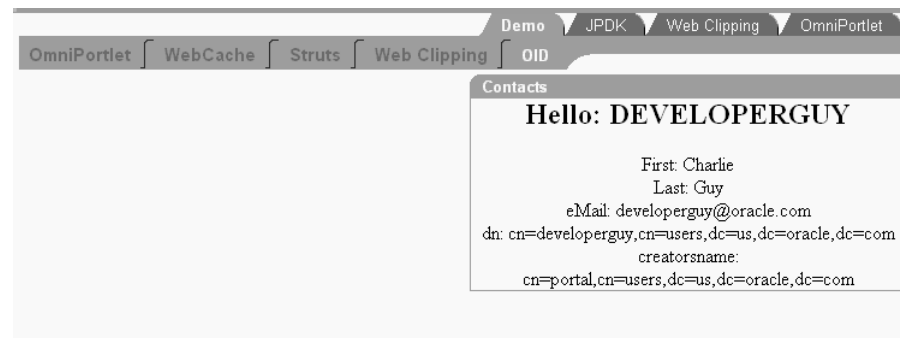 Demo JPDK Web Clipping OmniPortlet
OmniPortlet WebCache Struts Web Clipping OID
Contacts
Hello: DEVELOPERGUY
First: Charlie
Last: Guy
eMail: developerguy@oracle.com
dn: cn=developerguy,cn=users,dc=us,dc=oracle,dc=com
creatorsname:
cn=portal,cn=users,dc=us,dc=oracle,dc=com